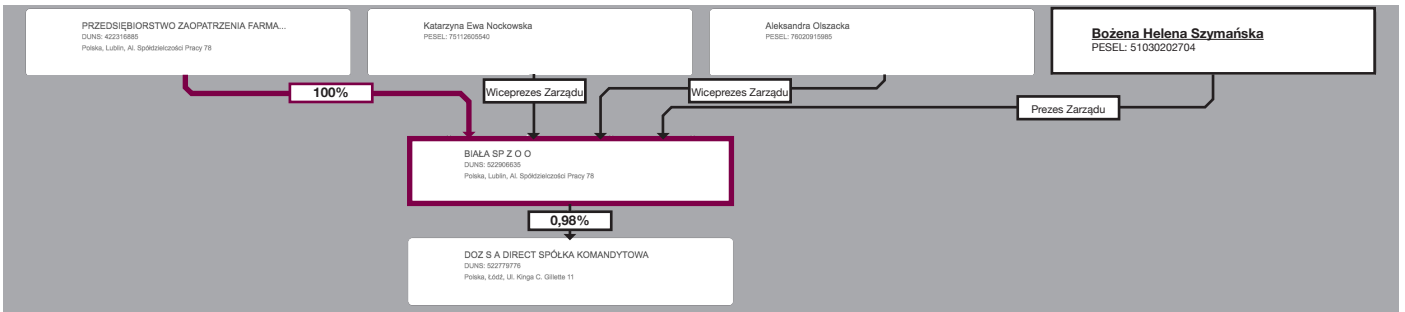 PRZEDSIĘBIORSTWO ZAOPATRZENIA FARMA...
DUNS: 422316885
Polska, Lublin, Al. Spółdzielczości Pracy 78
Katarzyna Ewa Nockowska
PESEL: 75112605540
Aleksandra Olszacka
PESEL: 76020915985
Bożena Helena Szymańska
PESEL: 51030202704
100%
Wiceprezes Zarządu
Wiceprezes Zarządu
Prezes Zarządu
BIAŁA SP Z O O
DUNS: 522906635
Polska, Lublin, Al. Spółdzielczości Pracy 78
0,98%
DOZ S A DIRECT SPÓŁKA KOMANDYTOWA
DUNS: 522779776
Polska, Łódź, Ul. Kinga C. Gillette 11